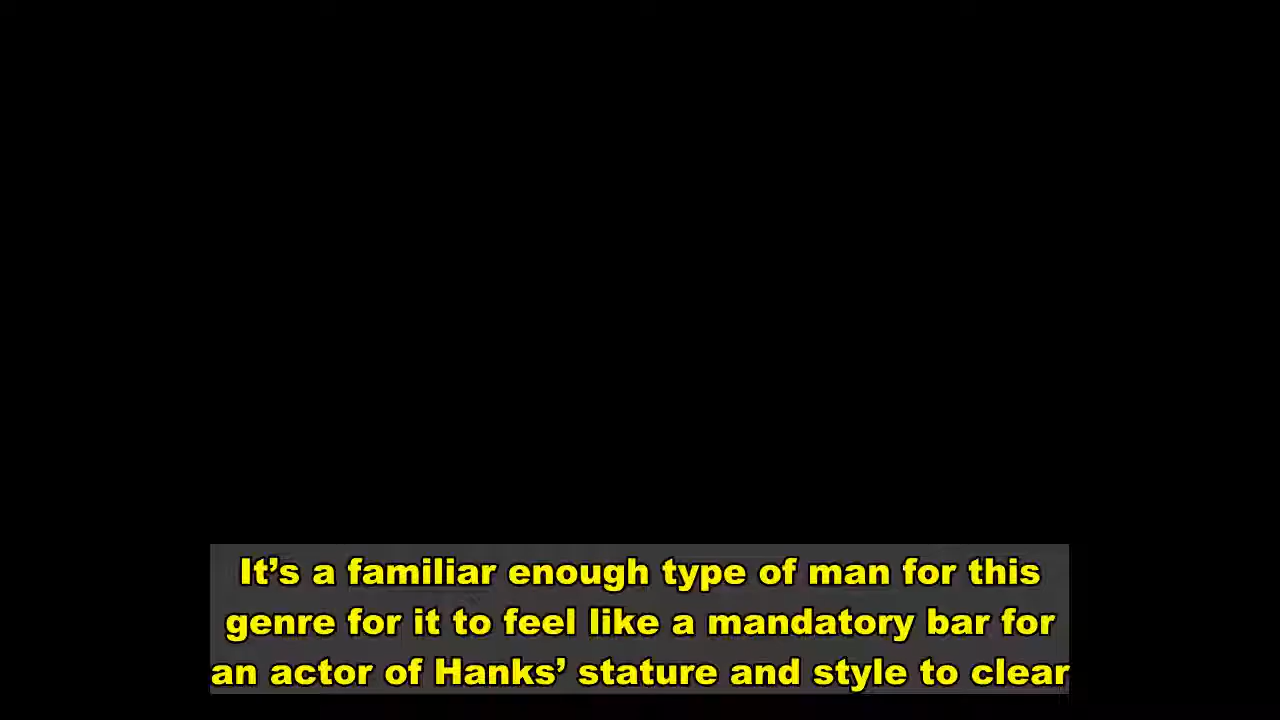 It’s a familiar enough type of man for this
genre for it to feel like a mandatory bar for
an actor of Hanks’ stature and style to clear